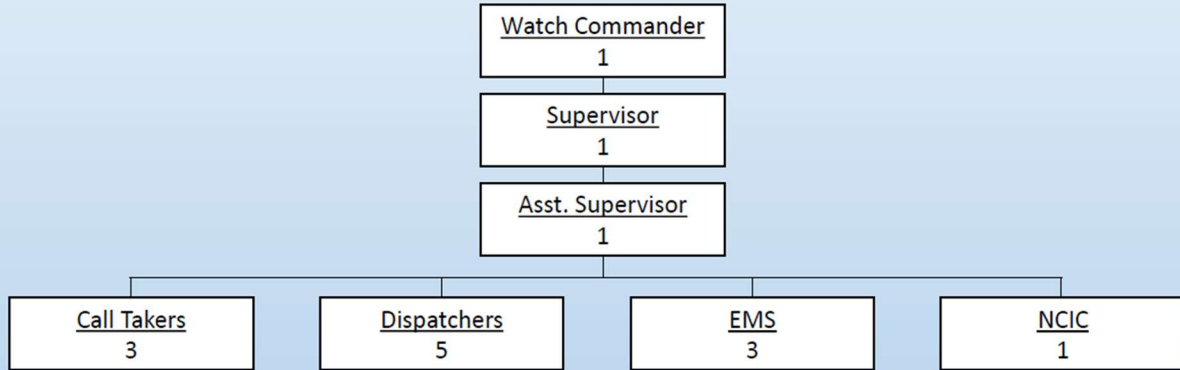 Watch Commander
1
Supervisor
1
Asst. Supervisor
1
Call Takers
3
Dispatchers
5
EMS
3
NCIC
1